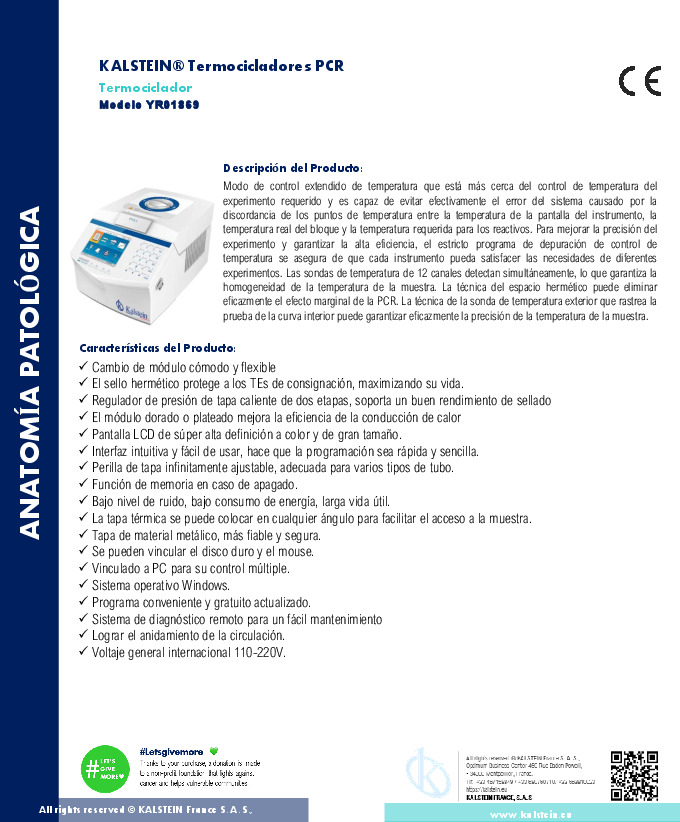 KALSTEIN® Termocicladores PCR
Termociclador
Modelo YR01869
CE
ANATOMÍA PATOLÓGICA
Descripción del Producto:
Modo de control extendido de temperatura que está más cerca del control de temperatura del
experimento requerido y es capaz de evitar efectivamente el error del sistema causado por la
discordancia de los puntos de temperatura entre la temperatura de la pantalla del instrumento, la
temperatura real del bloque y la temperatura requerida para los reactivos. Para mejorar la precisión del
experimento y garantizar la alta eficiencia, el estricto programa de depuración de control de
temperatura se asegura de que cada instrumento pueda satisfacer las necesidades de diferentes
experimentos. Las sondas de temperatura de 12 canales detectan simultáneamente, lo que garantiza la
homogeneidad de la temperatura de la muestra. La técnica del espacio hermético puede eliminar
eficazmente el efecto marginal de la PCR. La técnica de la sonda de temperatura exterior que rastrea la
prueba de la curva interior puede garantizar eficazmente la precisión de la temperatura de la muestra.
Kalstein
Características del Producto:
✓ Cambio de módulo cómodo y flexible
✓ El sello hermético protege a los TEs de consignación, maximizando su vida.
✓ Regulador de presión de tapa caliente de dos etapas, soporta un buen rendimiento de sellado
✓ El módulo dorado o plateado mejora la eficiencia de la conducción de calor
✓ Pantalla LCD de súper alta definición a color y de gran tamaño.
✓ Interfaz intuitiva y fácil de usar, hace que la programación sea rápida y sencilla.
✓ Perilla de tapa infinitamente ajustable, adecuada para varios tipos de tubo.
✓ Función de memoria en caso de apagado.
✓ Bajo nivel de ruido, bajo consumo de energía, larga vida útil.
✓ La tapa térmica se puede colocar en cualquier ángulo para facilitar el acceso a la muestra.
✓ Tapa de material metálico, más fiable y segura.
✓ Se pueden vincular el disco duro y el mouse.
✓ Vinculado a PC para su control múltiple.
✓ Sistema operativo Windows.
✓ Programa conveniente y gratuito actualizado.
✓ Sistema de diagnóstico remoto para un fácil mantenimiento
✓ Lograr el anidamiento de la circulación.
✓ Voltaje general internacional 110-220V.
# LET'S GIVE MORE
#Letsgivemore
Thanks to your purchase, a donation is made
to a non-profit foundation that fights against
cancer and helps vulnerable communities
All rights reserved © KALSTEIN France S. A. S.,
Optimum Business Center 450 Rue Baden Powell,
34000 Montpellier, France.
https://kalstein.eu
KALSTEIN FRANCE, S.A.S
All rights reserved © KALSTEIN France S. A. S.,
www.kalstein.eu